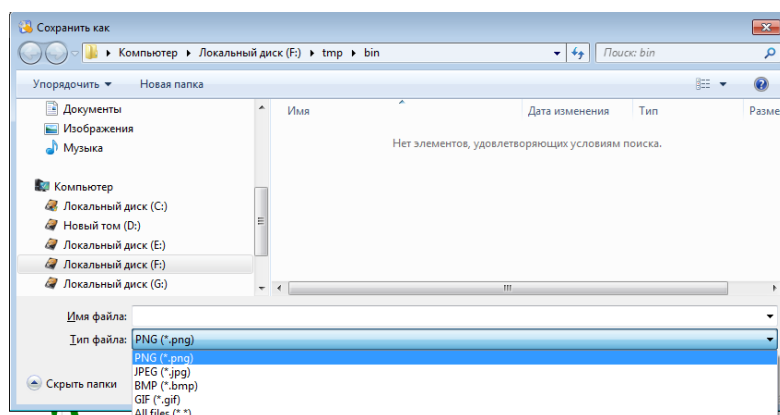 Сохранить как
Компьютер Локальный диск (F:) tmp bin Поиск: bin
Упорядочить Новая папка
Документы Имя Дата изменения Тип Разме
Изображения
Музыка Нет элементов, удовлетворяющих условиям поиска.
Компьютер
Локальный диск (C:)
Новый том (D:)
Локальный диск (E:)
Локальный диск (F:)
Локальный диск (G:)
Имя файла:
Тип файла: PNG (*.png)
PNG (*.png)
JPEG (*.jpg)
Скрыть папки BMP (*.bmp)
GIF (*.gif)
All files (*.*)